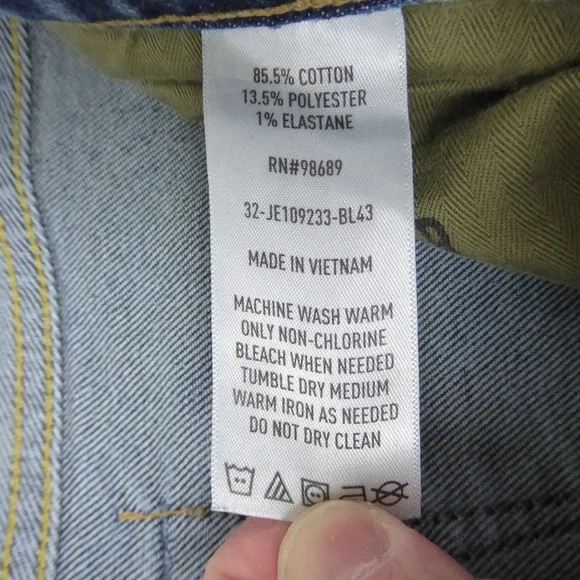 85.5% COTTON
13.5% POLYESTER
1% ELASTANE
RN#98689
32-JE109233-BL43
MADE IN VIETNAM
MACHINE WASH WARM
ONLY NON-CHLORINE
BLEACH WHEN NEEDED
TUMBLE DRY MEDIUM
WARM IRON AS NEEDED
DO NOT DRY CLEAN